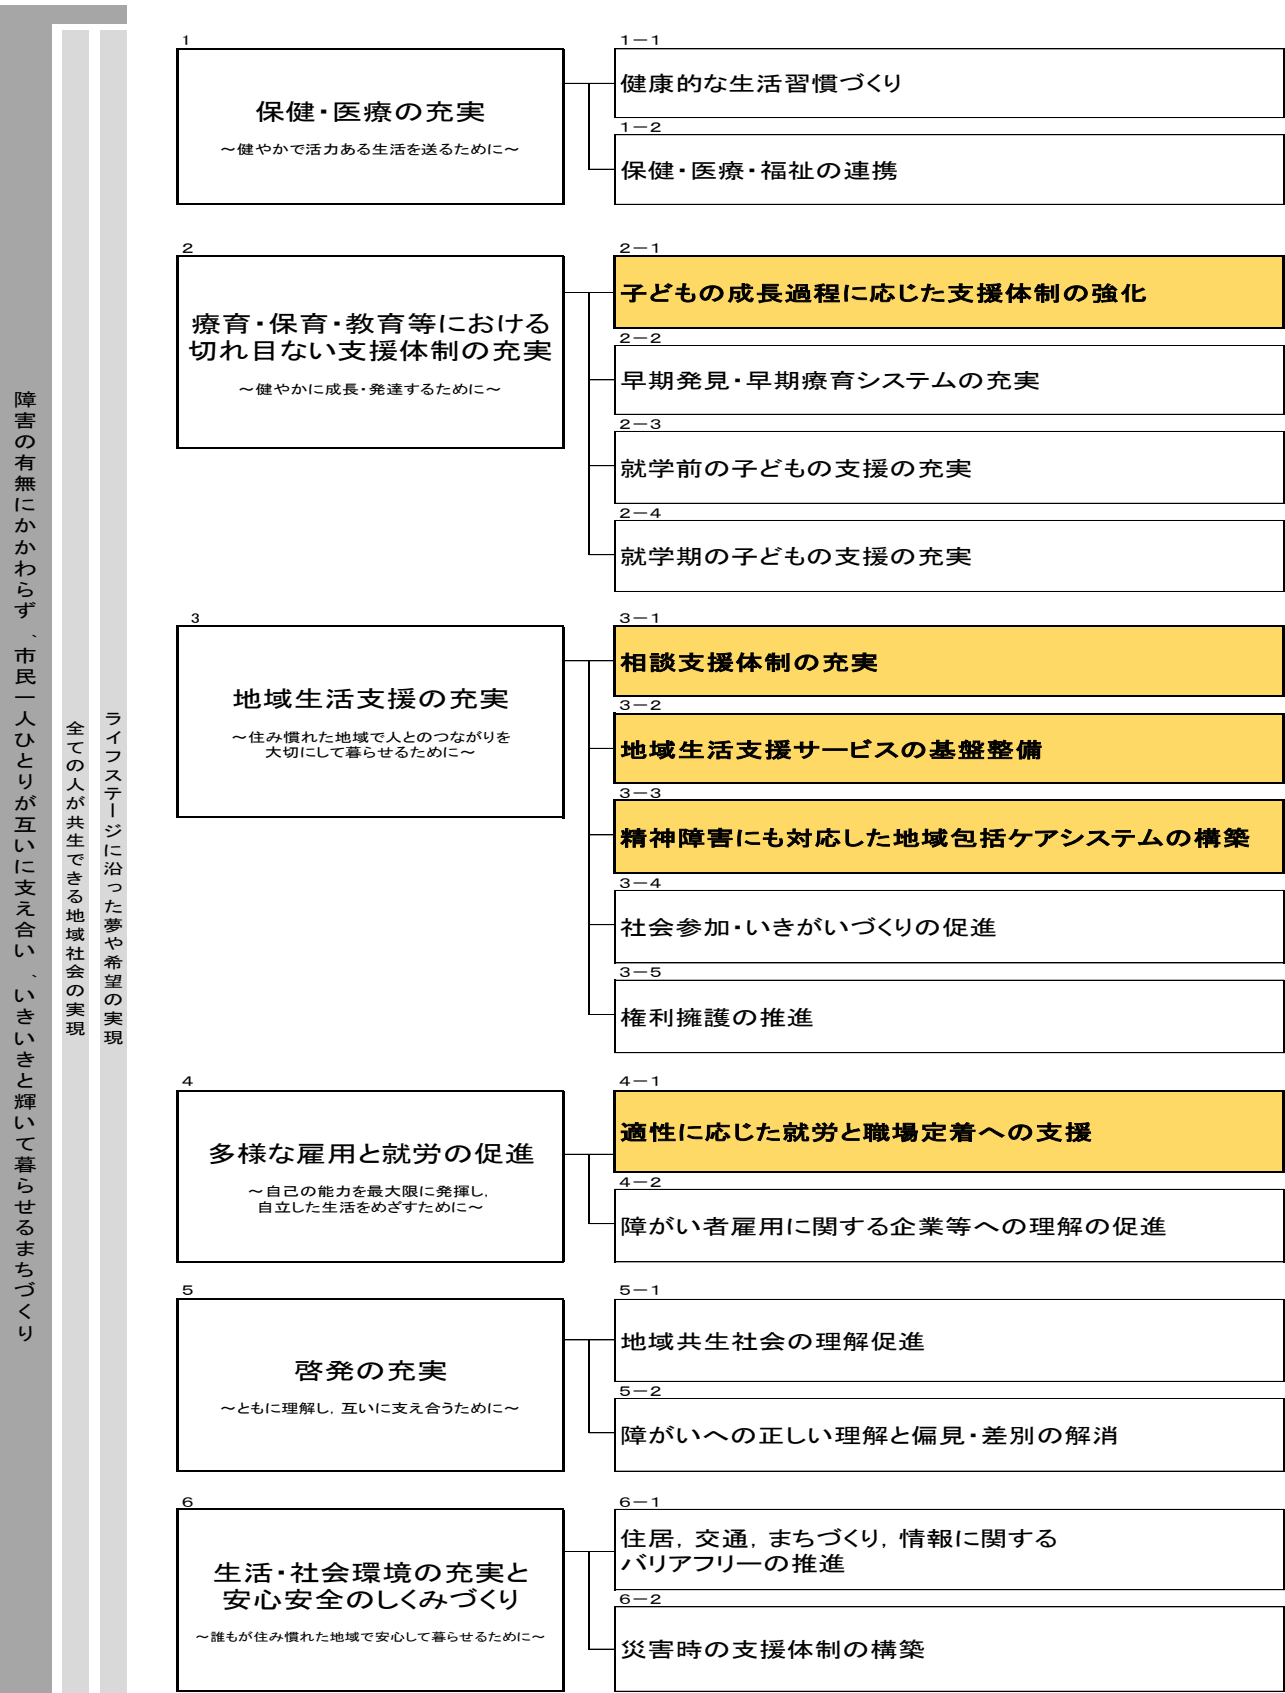 障害の有無にかかわらず、市民一人ひとりが互いに支え合い、いきいきと輝いて暮らせるまちづくり
全ての人が共生できる地域社会の実現
ライフステージに沿った夢や希望の実現
1
保健・医療の充実
～健やかで活力ある生活を送るために～
1－1
健康的な生活習慣づくり
1－2
保健・医療・福祉の連携
2
療育・保育・教育等における
切れ目ない支援体制の充実
～健やかに成長・発達するために～
2－1
子どもの成長過程に応じた支援体制の強化
2－2
早期発見・早期療育システムの充実
2－3
就学前の子どもの支援の充実
2－4
就学期の子どもの支援の充実
3
地域生活支援の充実
～住み慣れた地域で人とのつながりを
大切にして暮らせるために～
3－1
相談支援体制の充実
3－2
地域生活支援サービスの基盤整備
3－3
精神障害にも対応した地域包括ケアシステムの構築
3－4
社会参加・いきがいづくりの促進
3－5
権利擁護の推進
4
多様な雇用と就労の促進
～自己の能力を最大限に発揮し，
自立した生活をめざすために～
4－1
適性に応じた就労と職場定着への支援
4－2
障がい者雇用に関する企業等への理解の促進
5
啓発の充実
～ともに理解し，互いに支え合うために～
5－1
地域共生社会の理解促進
5－2
障がいへの正しい理解と偏見・差別の解消
6
生活・社会環境の充実と
安心安全のしくみづくり
～誰もが住み慣れた地域で安心して暮らせるために～
6－1
住居，交通，まちづくり，情報に関する
バリアフリーの推進
6－2
災害時の支援体制の構築